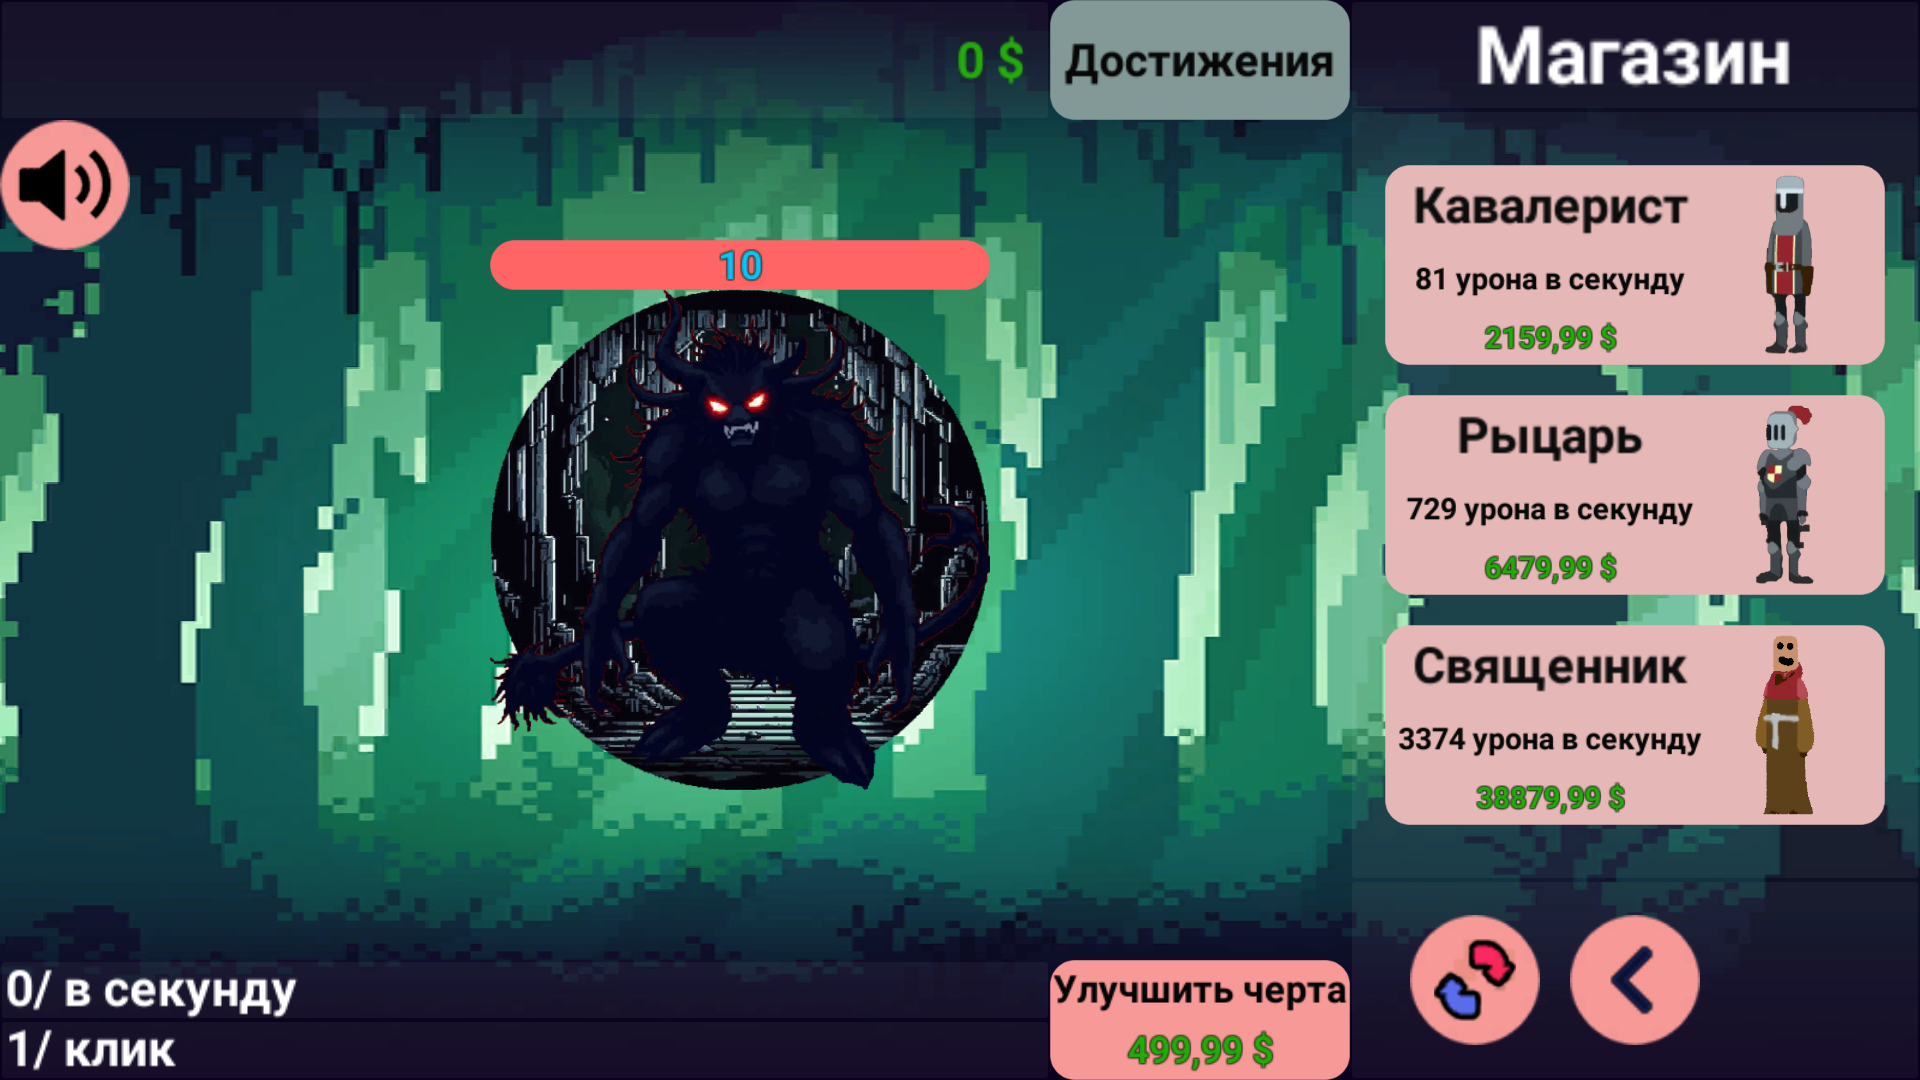 0 $
Достижения
Магазин
10
Кавалерист
81 урона в секунду
2159,99 $
Рыцарь
729 урона в секунду
6479,99 $
Священник
3374 урона в секунду
38879,99 $
0/ в секунду
1/ клик
Улучшить черта
499,99 $